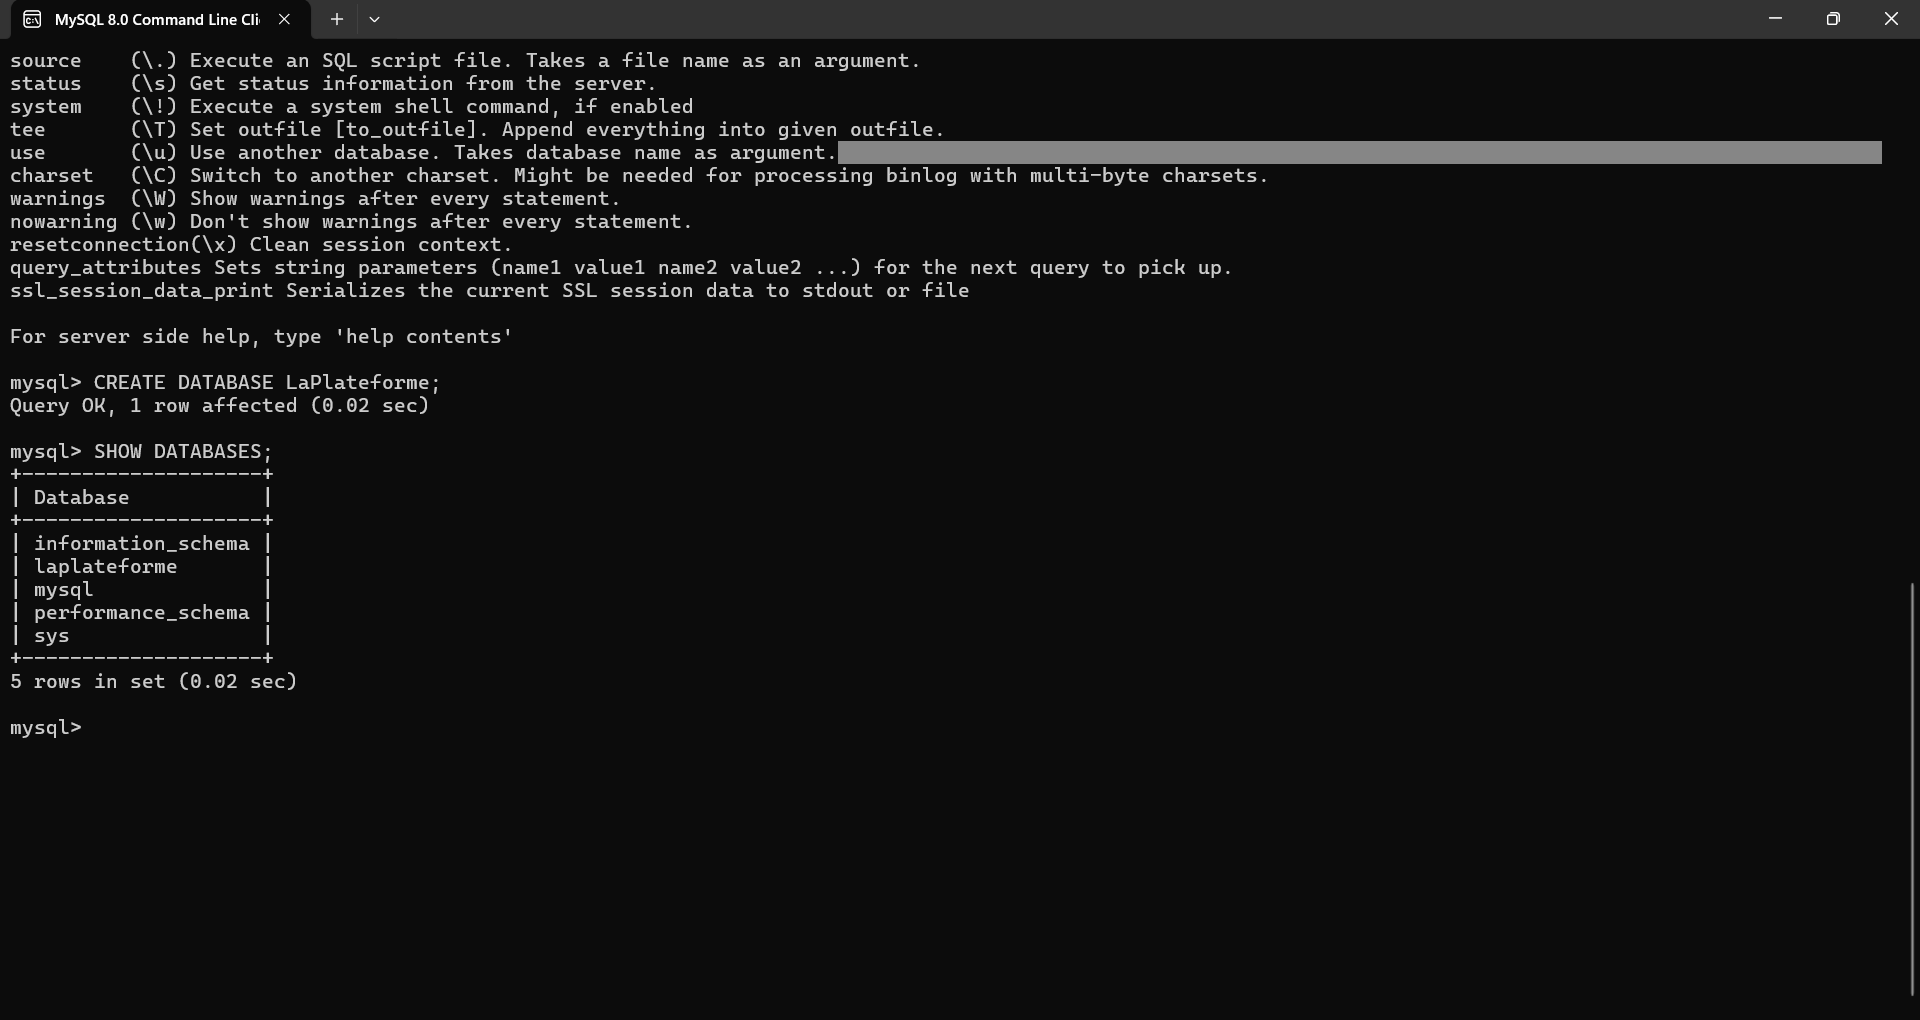 MySQL 8.0 Command Line Cli
source    (\.) Execute an SQL script file. Takes a file name as an argument.
status    (\s) Get status information from the server.
system    (\!) Execute a system shell command, if enabled
tee       (\T) Set outfile [to_outfile]. Append everything into given outfile.
use       (\u) Use another database. Takes database name as argument.
charset   (\C) Switch to another charset. Might be needed for processing binlog with multi-byte charsets.
warnings  (\W) Show warnings after every statement.
nowarning (\w) Don't show warnings after every statement.
resetconnection(\x) Clean session context.
query_attributes Sets string parameters (name1 value1 name2 value2 ...) for the next query to pick up.
ssl_session_data_print Serializes the current SSL session data to stdout or file
For server side help, type 'help contents'
mysql> CREATE DATABASE LaPlateforme;
Query OK, 1 row affected (0.02 sec)
mysql> SHOW DATABASES;
+--------------------+
| Database           |
+--------------------+
| information_schema |
| laplateforme       |
| mysql              |
| performance_schema |
| sys                |
+--------------------+
5 rows in set (0.02 sec)
mysql>